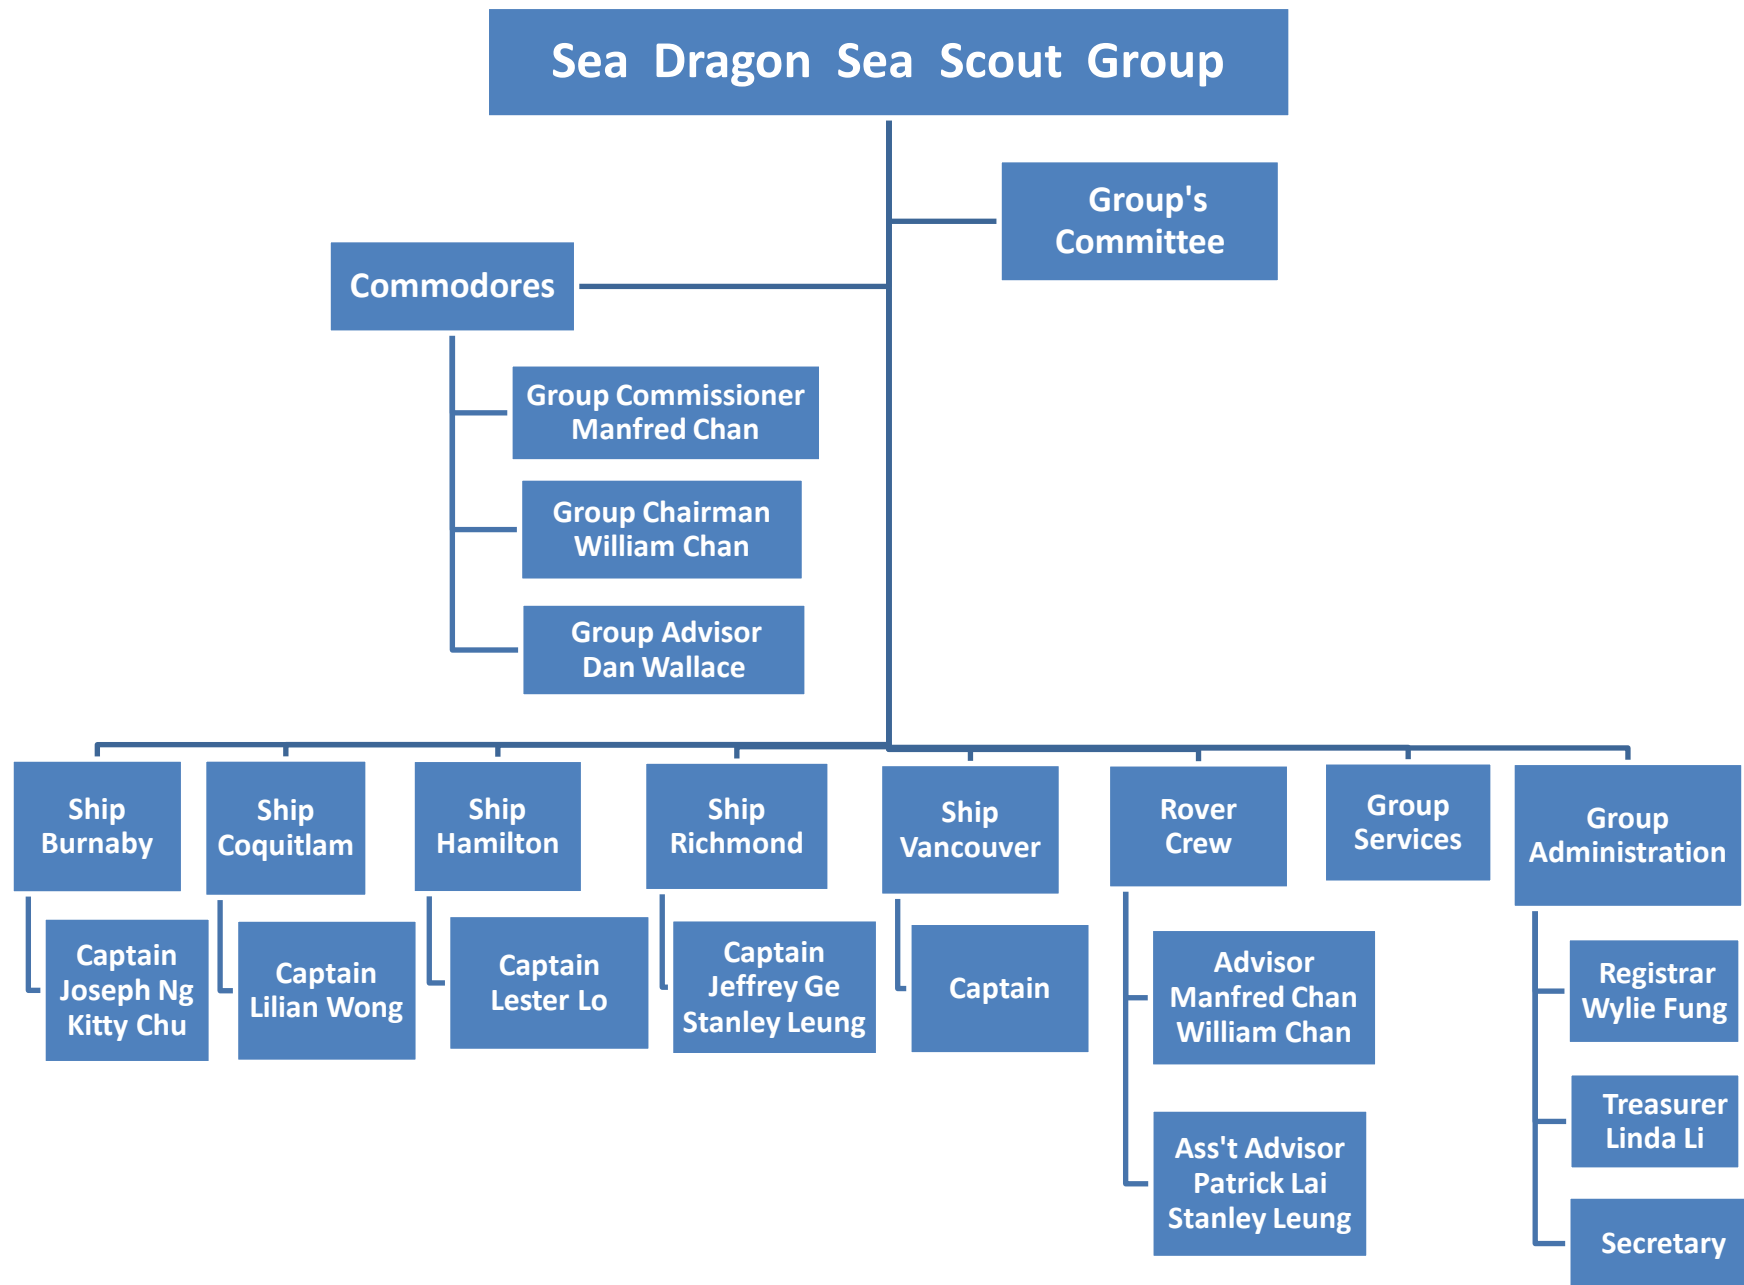 Sea Dragon Sea Scout Group
Group's
Committee
Commodores
Group Commissioner
Manfred Chan
Group Chairman
William Chan
Group Advisor
Dan Wallace
Ship
Burnaby
Captain
Joseph Ng
Kitty Chu
Ship
Coquitlam
Captain
Lilian Wong
Ship
Hamilton
Captain
Lester Lo
Ship
Richmond
Captain
Jeffrey Ge
Stanley Leung
Ship
Vancouver
Captain
Rover
Crew
Advisor
Manfred Chan
William Chan
Ass't Advisor
Patrick Lai
Stanley Leung
Group
Services
Group
Administration
Registrar
Wylie Fung
Treasurer
Linda Li
Secretary